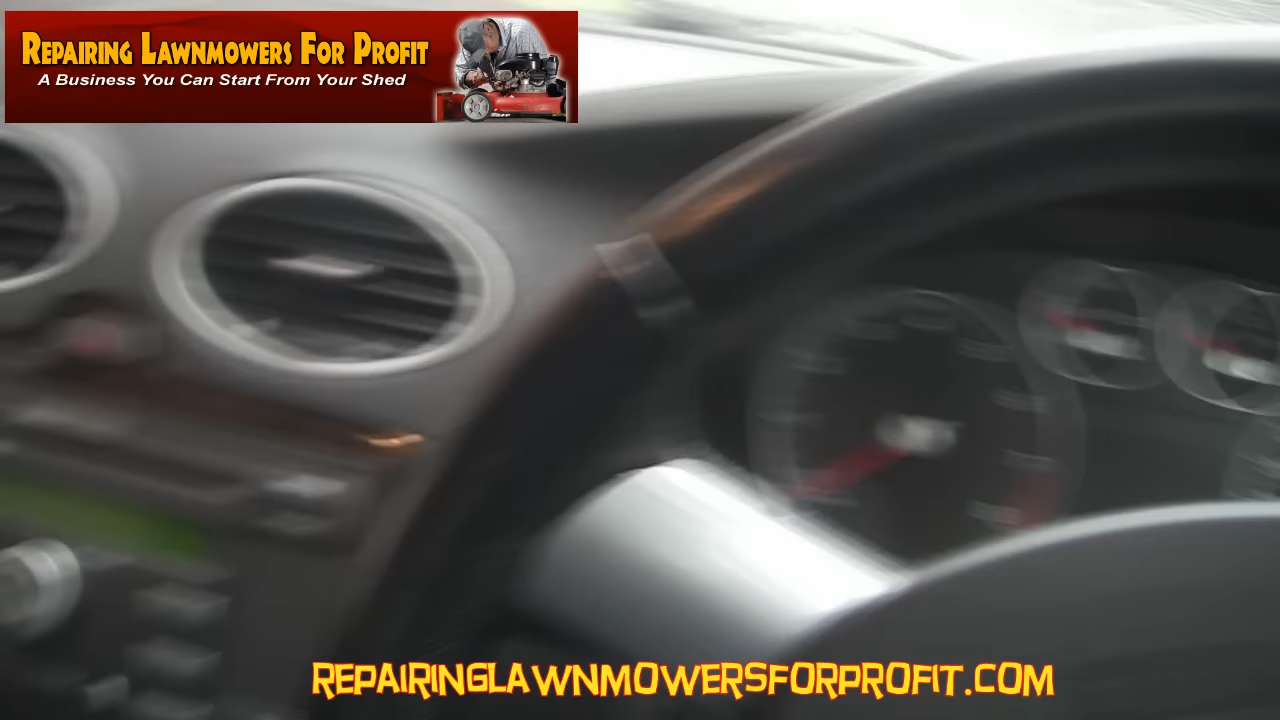 Repairing Lawnmowers For Profit
A Business You Can Start From Your Shed
REPAIRINGLAWNMOWERSFORPROFIT.COM